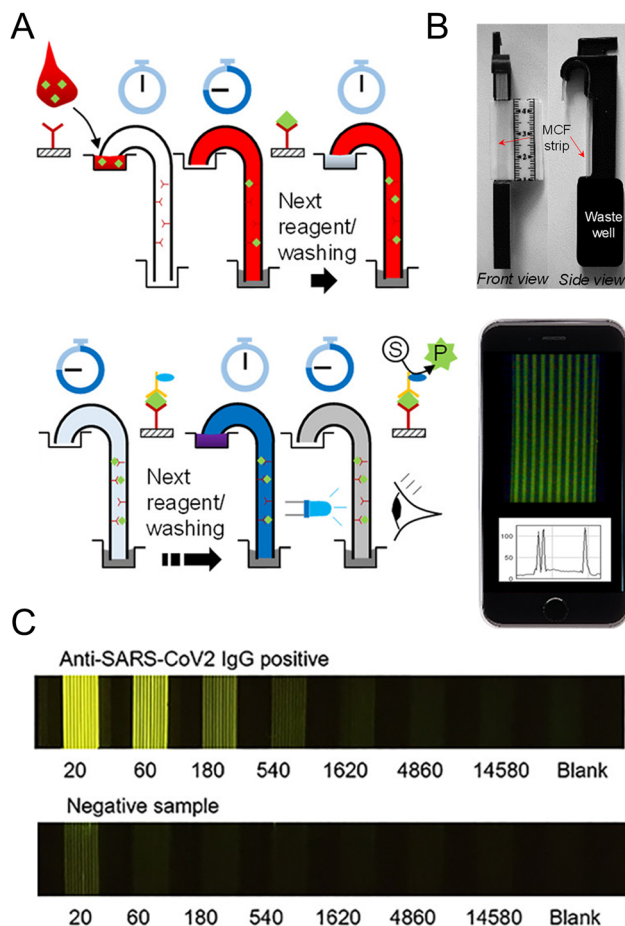 A
B
Next
reagent/
washing
MCF
strip
Waste
well
Front view
Side view
S
P
Next
reagent/
washing
100
50
0
C
Anti-SARS-CoV2 IgG positive
20 60 180 540 1620 4860 14580 Blank
Negative sample
20 60 180 540 1620 4860 14580 Blank